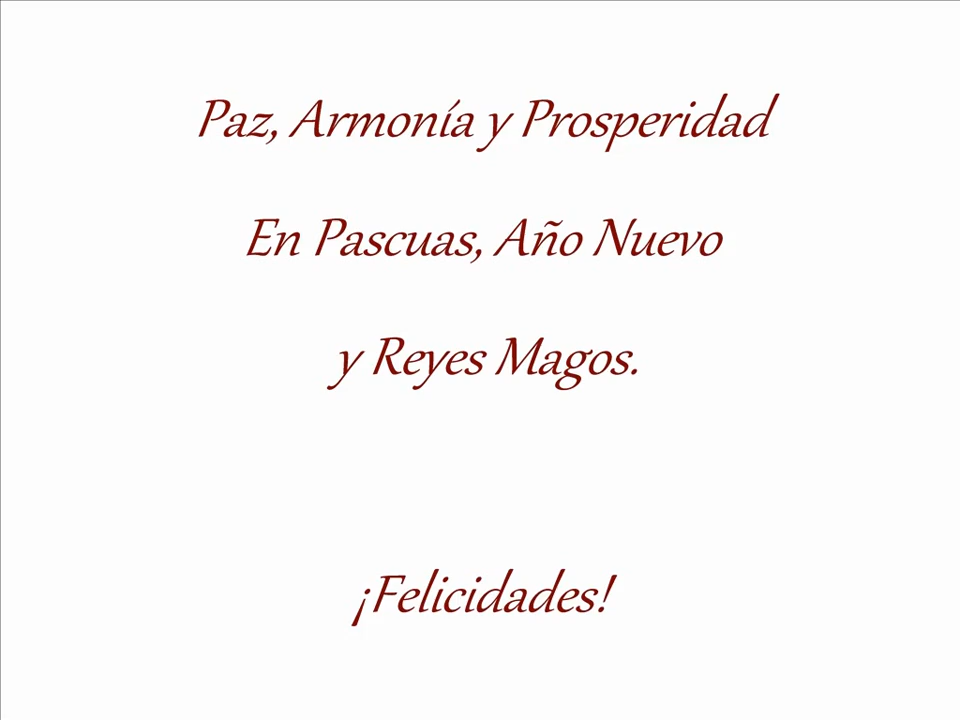 Paz, Armonía y Prosperidad
En Pascuas, Año Nuevo
y Reyes Magos.
¡Felicidades!